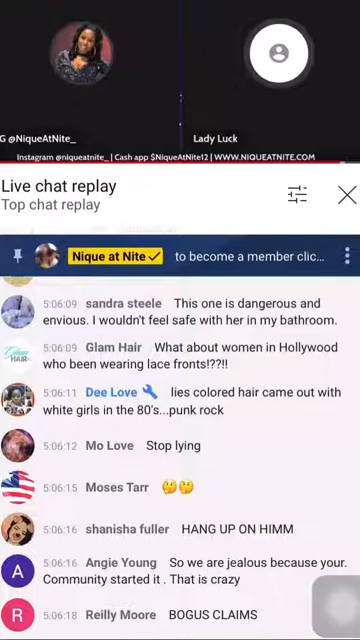 G @NiqueAtNite_
Lady Luck
Instagram @niqueatnite_ | Cash app $NiqueAtNite12 | WWW.NIQUEATNITE.COM
Live chat replay
Top chat replay
Nique at Nite to become a member clic...
5:06:09 sandra steele This one is dangerous and
envious. I wouldn't feel safe with her in my bathroom.
Glam
HAIR
5:06:09 Glam Hair What about women in Hollywood
who been wearing lace fronts!??!!
5:06:11 Dee Love lies colored hair came out with
white girls in the 80's...punk rock
5:06:12 Mo Love Stop lying
5:06:15 Moses Tarr 🤔🤔
5:06:16 shanisha fuller HANG UP ON HIMM
A
5:06:16 Angie Young So we are jealous because your.
Community started it . That is crazy
R
5:06:18 Reilly Moore BOGUS CLAIMS